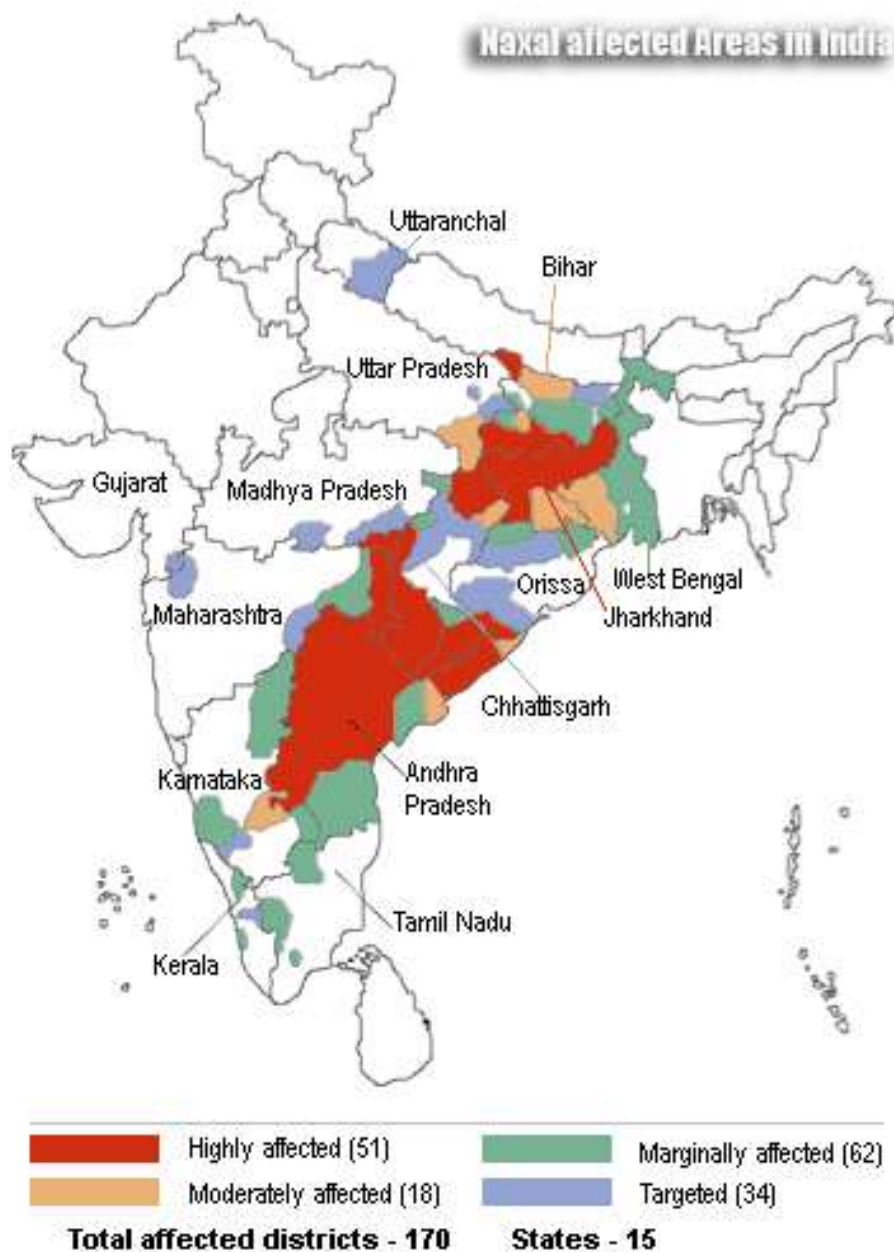 Naxal affected Areas in India
Uttaranchal
Bihar
Uttar Pradesh
Gujarat
Madhya Pradesh
Orissa
West Bengal
Maharashtra
Jharkhand
Chhattisgarh
Karnataka
Andhra
Pradesh
Tamil Nadu
Kerala
Highly affected (51)
Marginally affected (62)
Moderately affected (18)
Targeted (34)
Total affected districts - 170 States - 15